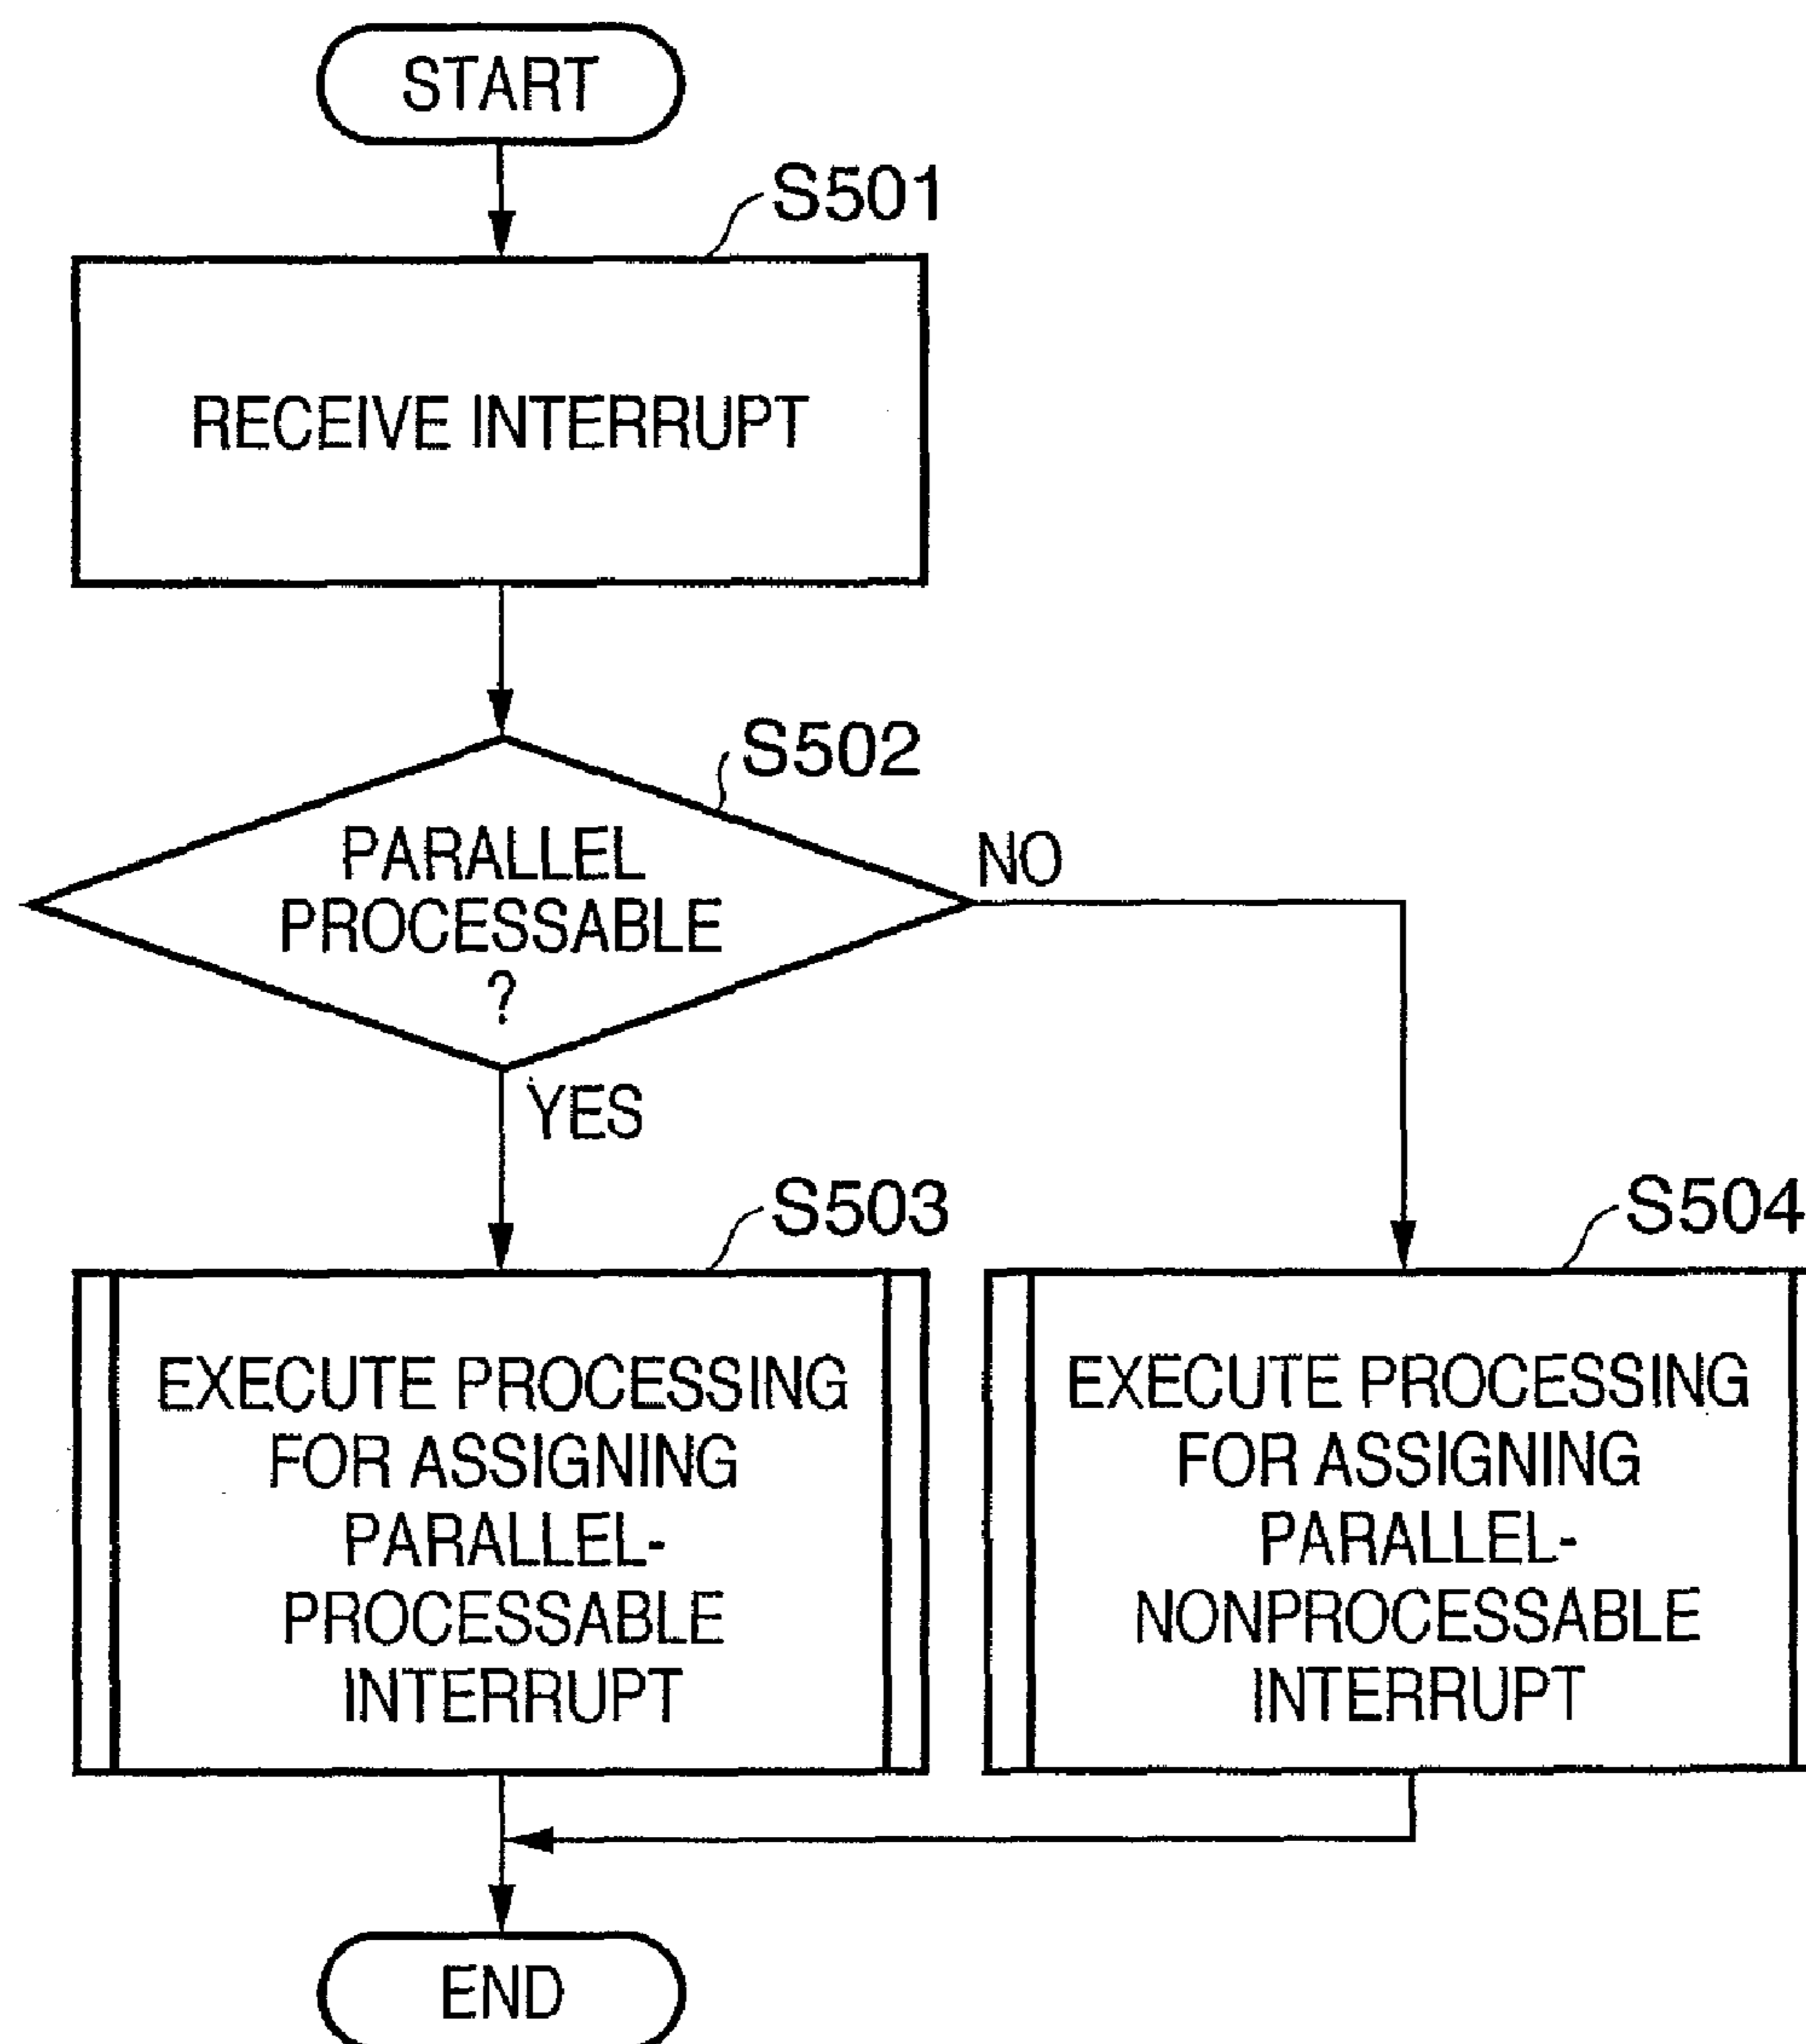 START
S501
RECEIVE INTERRUPT
S502
PARALLEL
PROCESSABLE
?
NO
YES
S503
EXECUTE PROCESSING
FOR ASSIGNING
PARALLEL-
PROCESSABLE
INTERRUPT
S504
EXECUTE PROCESSING
FOR ASSIGNING
PARALLEL-
NONPROCESSABLE
INTERRUPT
END